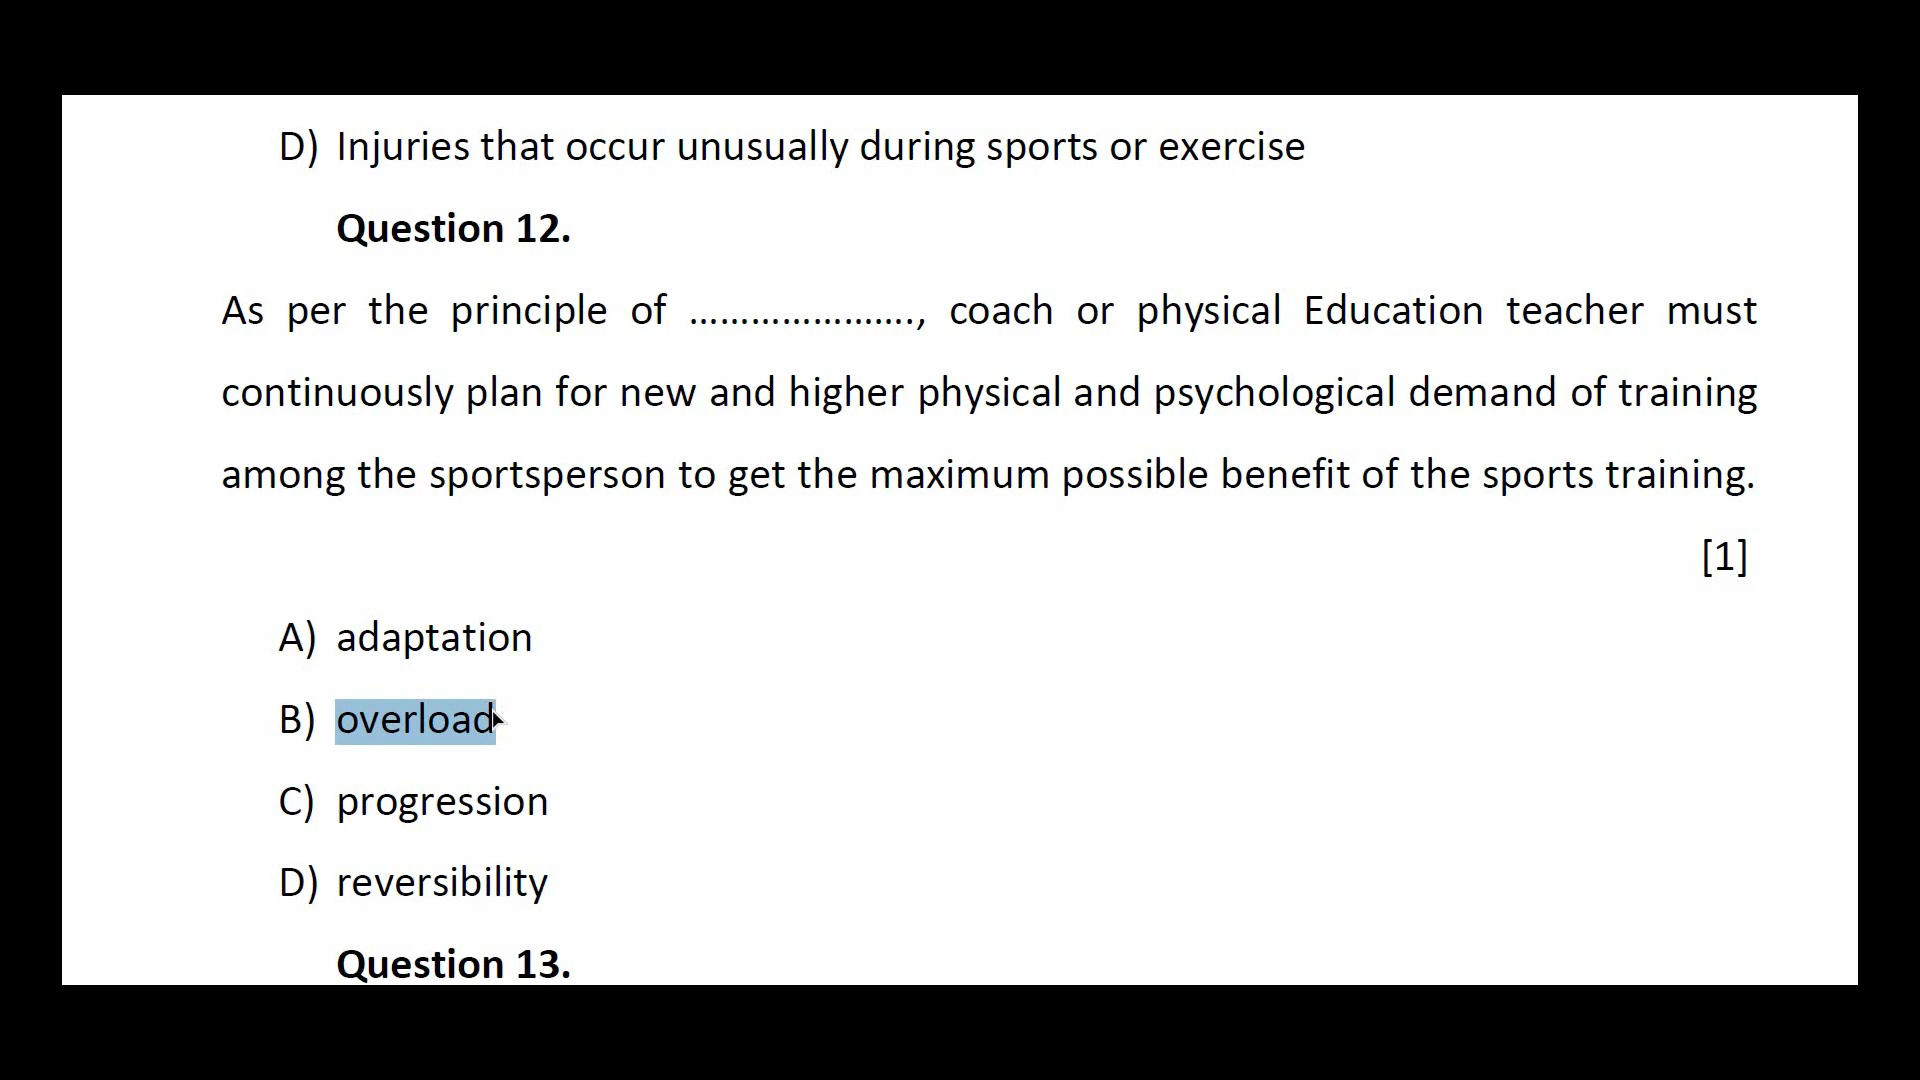 D) Injuries that occur unusually during sports or exercise
Question 12.
As per the principle of …………………., coach or physical Education teacher must
continuously plan for new and higher physical and psychological demand of training
among the sportsperson to get the maximum possible benefit of the sports training.
[1]
A) adaptation
B) overload
C) progression
D) reversibility
Question 13.